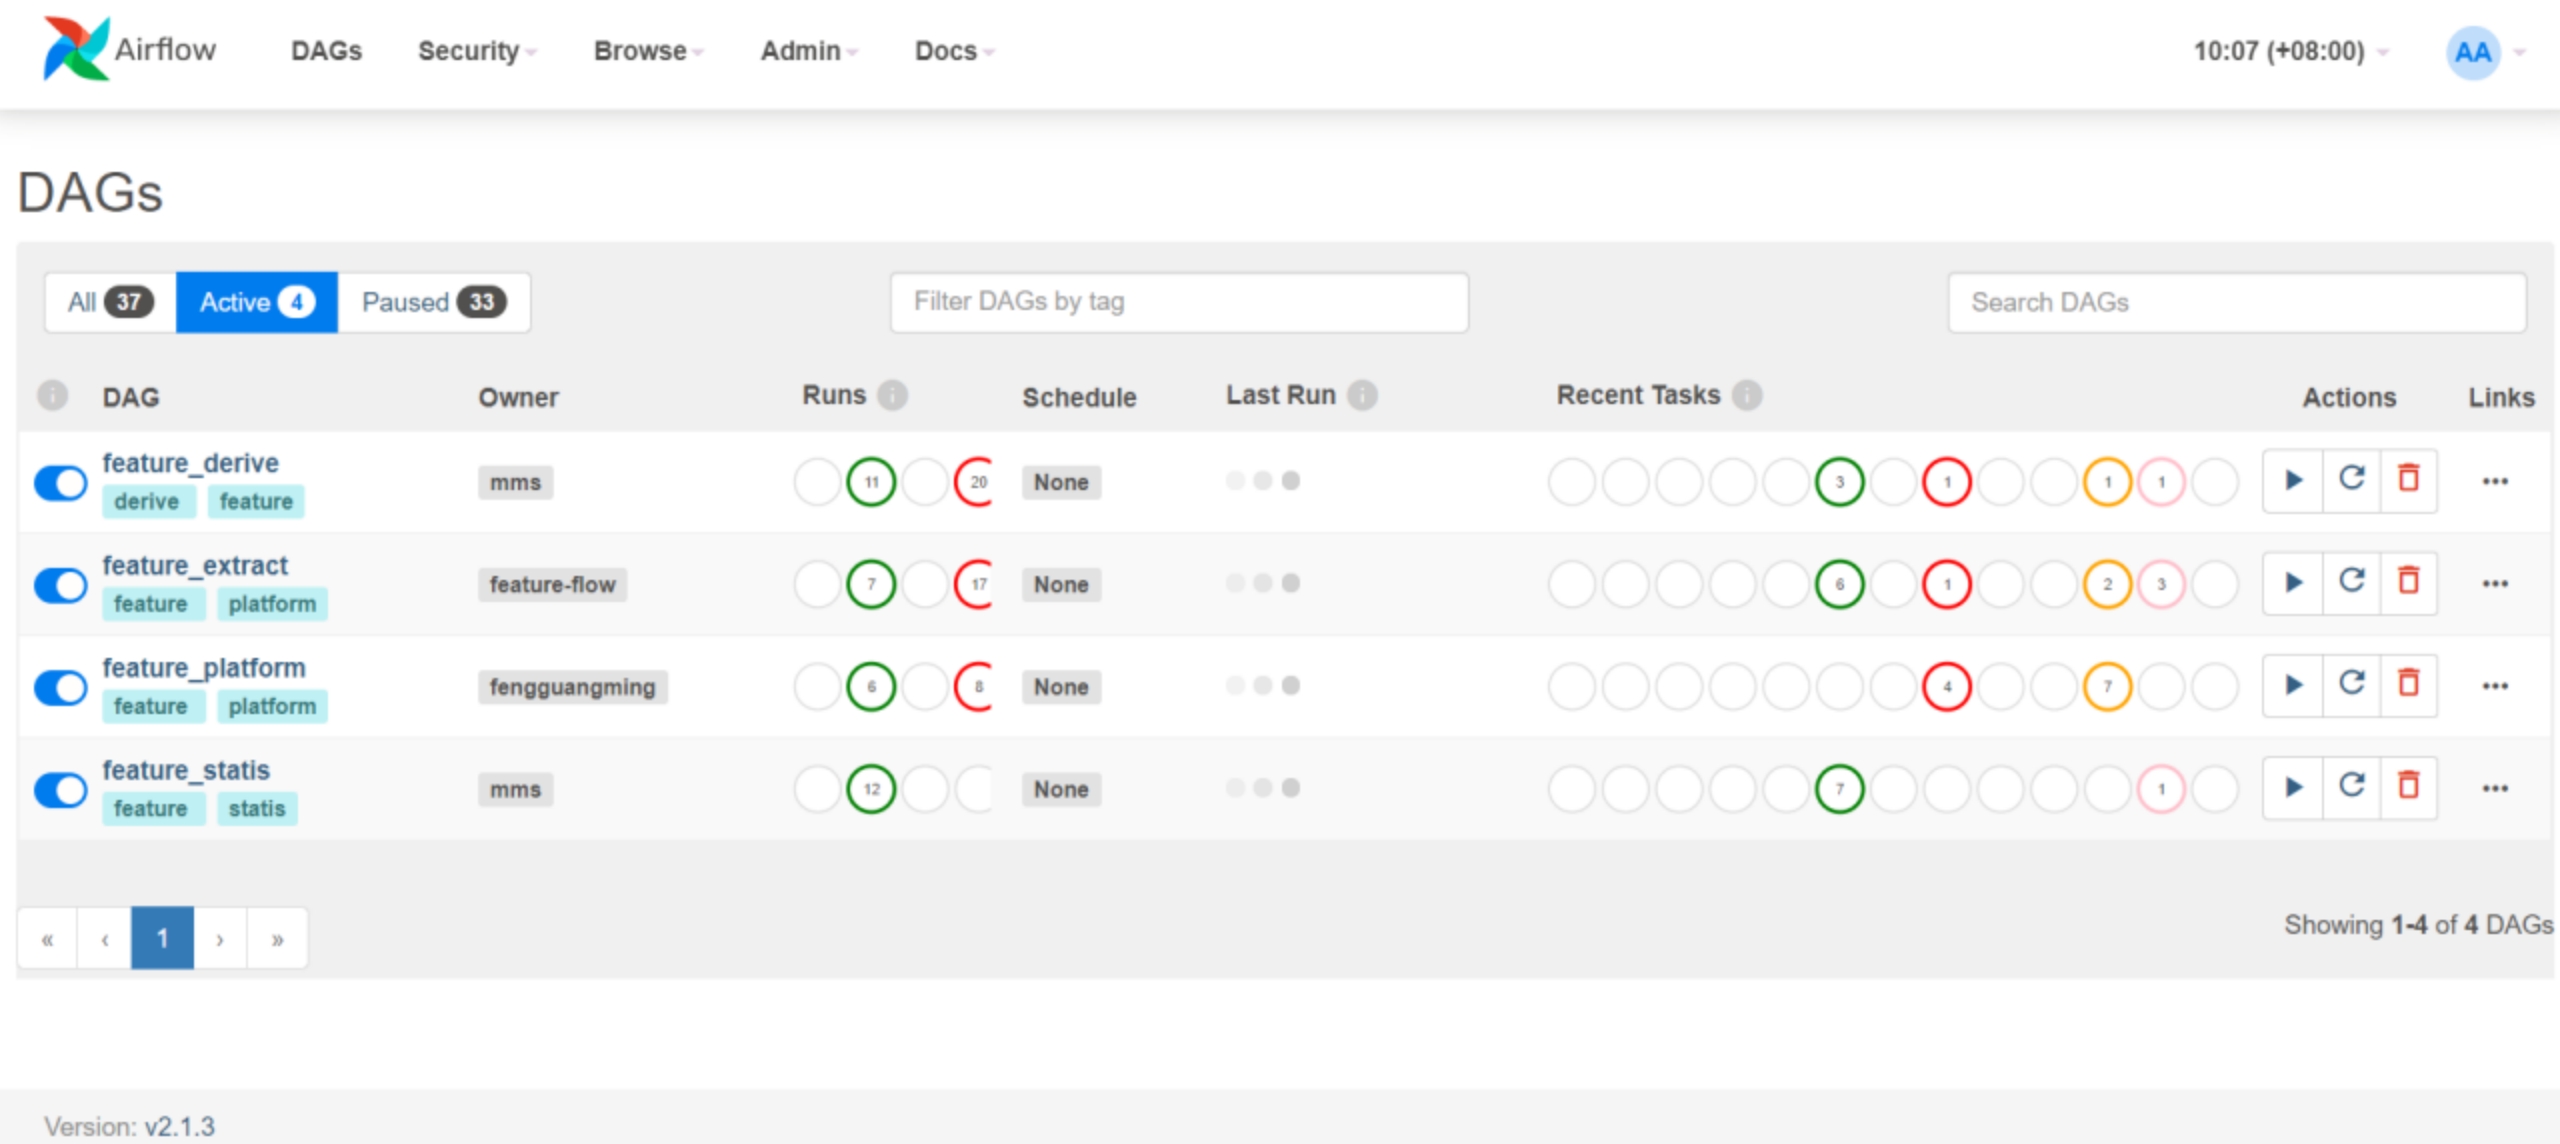 Airflow DAGs Security Browse Admin Docs 10:07 (+08:00) AA
DAGs
All 37 Active 4 Paused 33 Filter DAGs by tag Search DAGs
DAG Owner Runs Schedule Last Run Recent Tasks Actions Links
feature_derive
derive feature mms 11 20 None 3 1 1 1
feature_extract
feature platform feature-flow 7 17 None 6 1 2 3
feature_platform
feature platform fengguangming 6 8 None 4 7
feature_statis
feature statis mms 12 None 7 1
« ‹ 1 › » Showing 1-4 of 4 DAGs
Version: v2.1.3